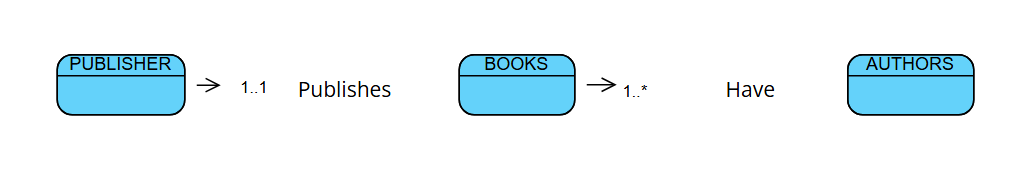 PUBLISHER
1..1
Publishes
BOOKS
1..*
Have
AUTHORS